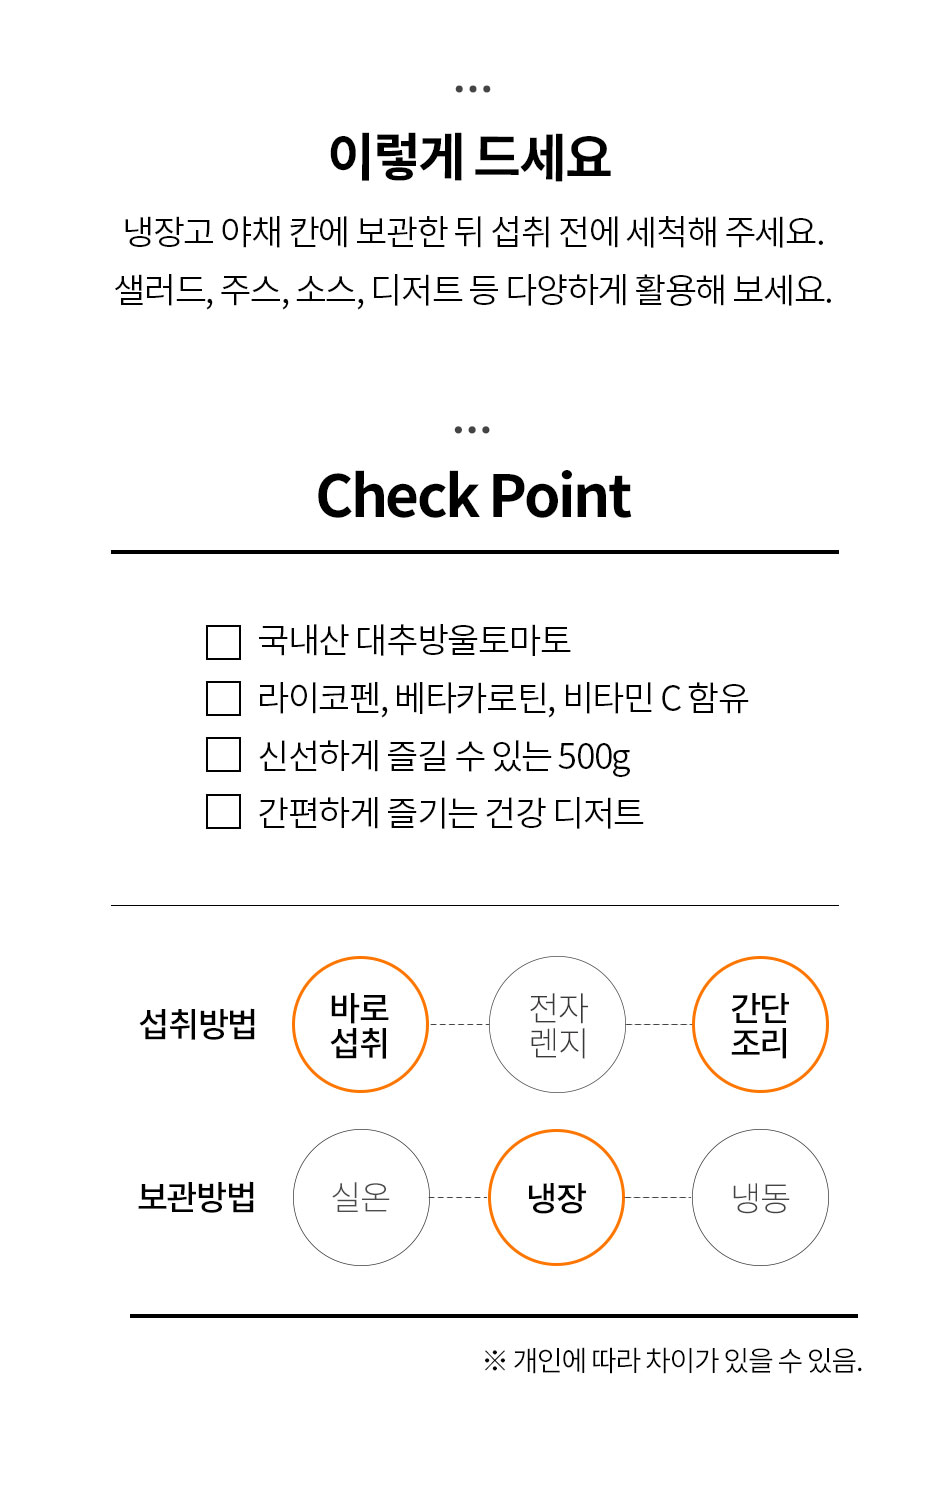 이렇게 드세요
냉장고 야채 칸에 보관한 뒤 섭취 전에 세척해 주세요.
샐러드, 주스, 소스, 디저트 등 다양하게 활용해 보세요.
Check Point
국내산 대추방울토마토
라이코펜, 베타카로틴, 비타민 C 함유
신선하게 즐길 수 있는 500g
간편하게 즐기는 건강 디저트
섭취방법
바로
섭취
전자
렌지
간단
조리
보관방법
실온
냉장
냉동
※ 개인에 따라 차이가 있을 수 있음.